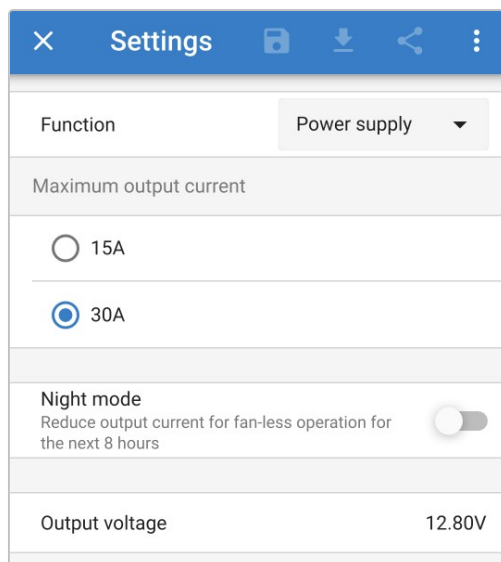 Settings
Function
Power supply
Maximum output current
15A
30A
Night mode
Reduce output current for fan-less operation for
the next 8 hours
Output voltage
12.80V